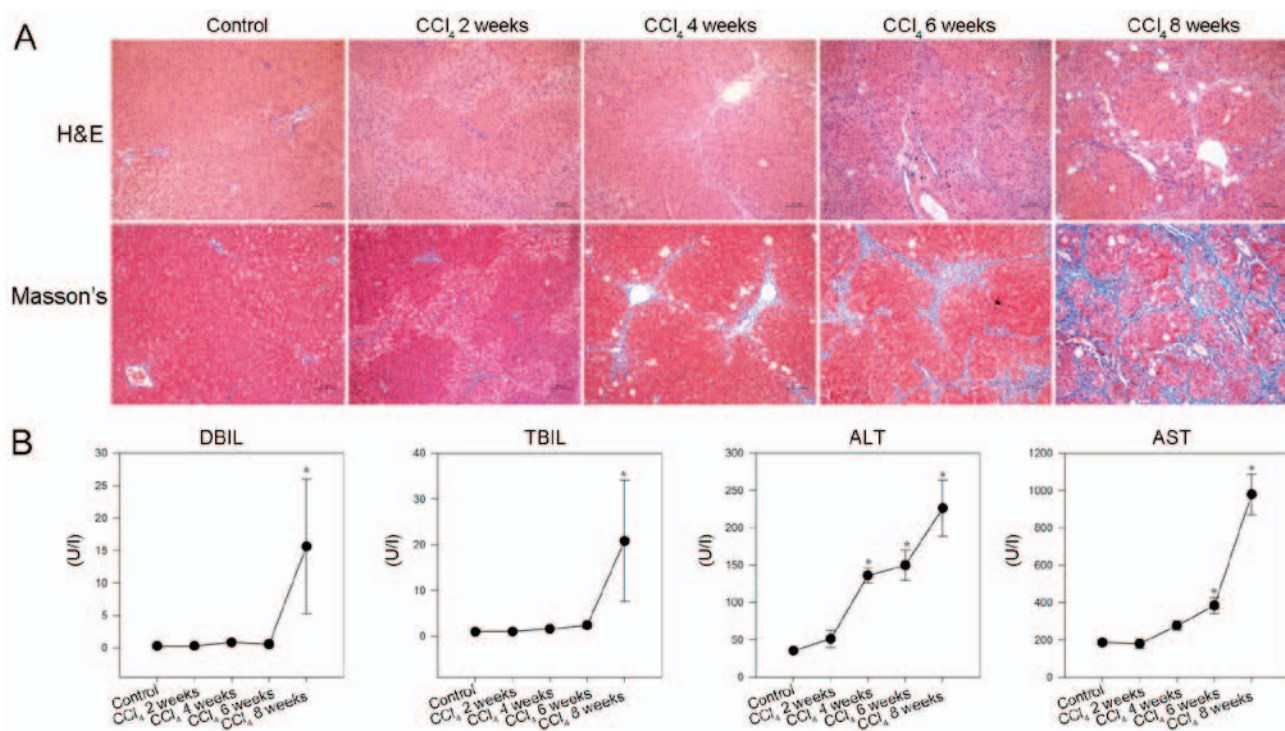 A
Control
CCl₄ 2 weeks
CCl₄ 4 weeks
CCl₄ 6 weeks
CCl₄ 8 weeks
H&E
Masson's
B
DBIL
TBIL
ALT
AST
(U/l)
30
25
20
15
10
5
0
*
Control
CCl₄ 2 weeks
CCl₄ 4 weeks
CCl₄ 6 weeks
CCl₄ 8 weeks
(U/l)
40
30
20
10
0
*
Control
CCl₄ 2 weeks
CCl₄ 4 weeks
CCl₄ 6 weeks
CCl₄ 8 weeks
(U/l)
300
250
200
150
100
50
0
*
*
*
Control
CCl₄ 2 weeks
CCl₄ 4 weeks
CCl₄ 6 weeks
CCl₄ 8 weeks
(U/l)
1200
1000
800
600
400
200
0
*
*
Control
CCl₄ 2 weeks
CCl₄ 4 weeks
CCl₄ 6 weeks
CCl₄ 8 weeks